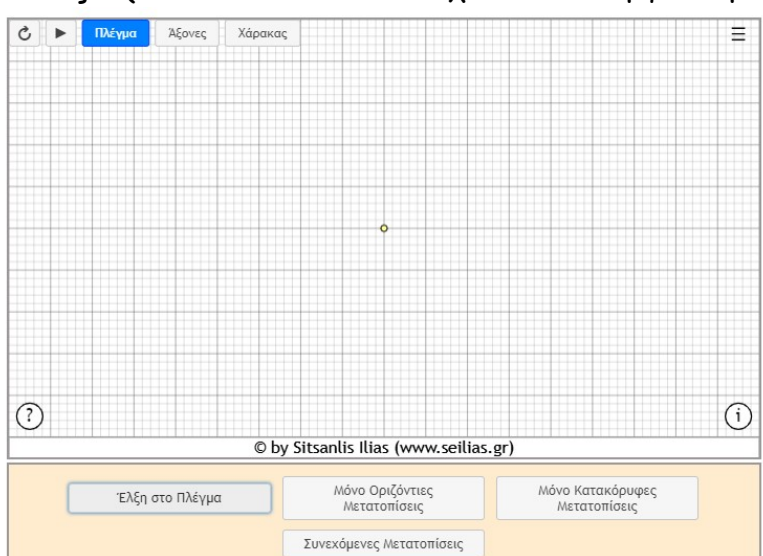 Πλέγμα Άξονες Χάρακας
?
i
© by Sitsanlis Ilias (www.seilias.gr)
Έλξη στο Πλέγμα
Μόνο Οριζόντιες
Μετατοπίσεις
Μόνο Κατακόρυφες
Μετατοπίσεις
Συνεχόμενες Μετατοπίσεις